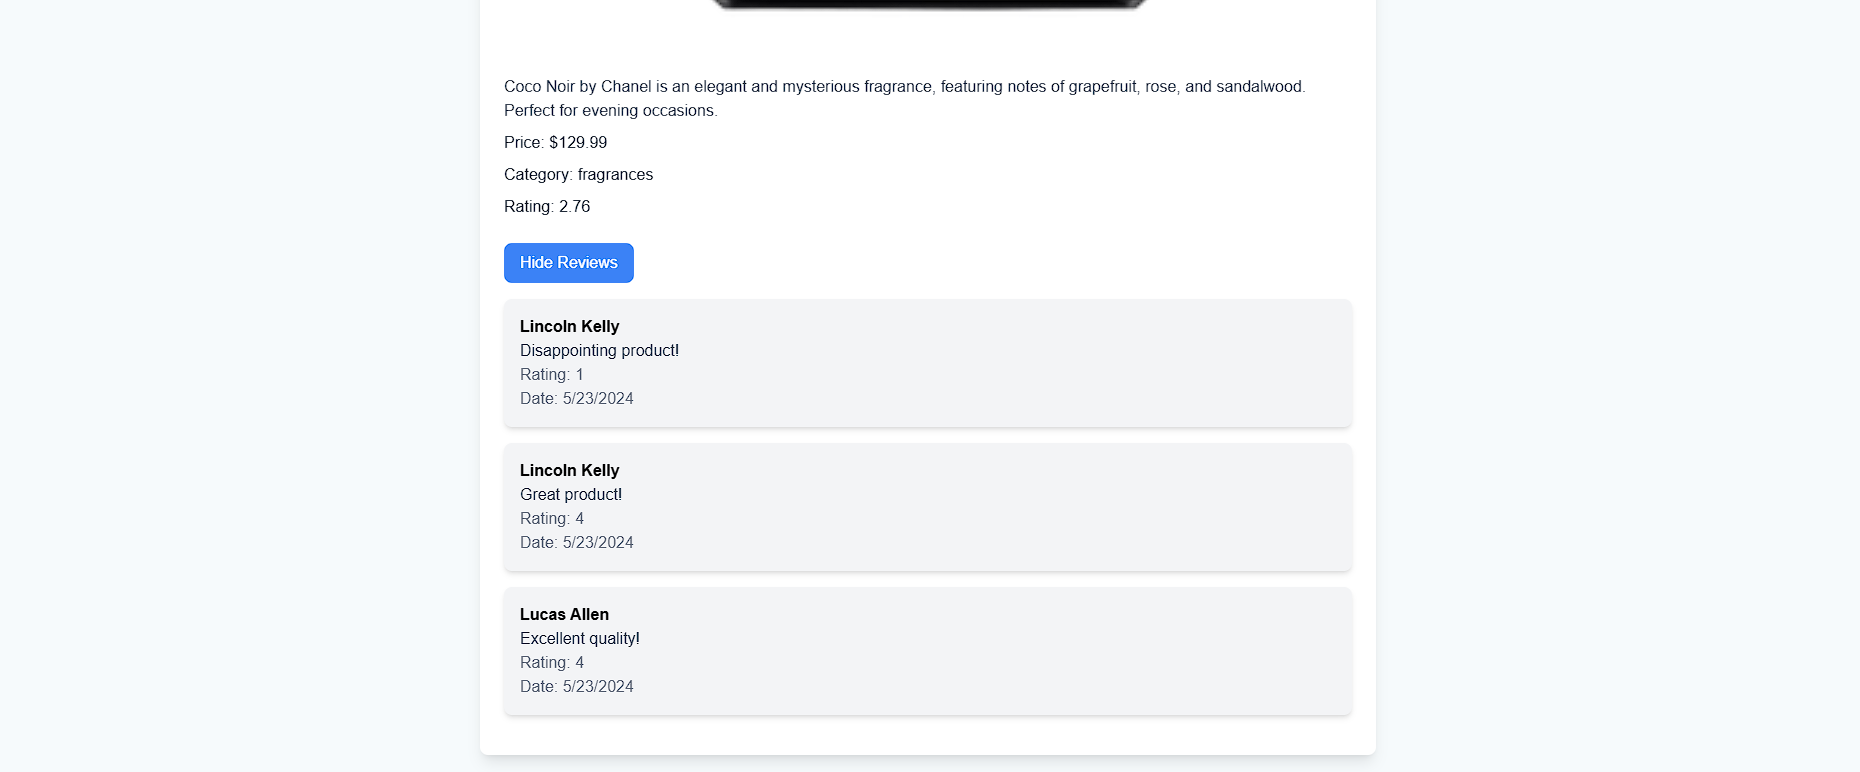 Coco Noir by Chanel is an elegant and mysterious fragrance, featuring notes of grapefruit, rose, and sandalwood.
Perfect for evening occasions.
Price: $129.99
Category: fragrances
Rating: 2.76
Hide Reviews
Lincoln Kelly
Disappointing product!
Rating: 1
Date: 5/23/2024
Lincoln Kelly
Great product!
Rating: 4
Date: 5/23/2024
Lucas Allen
Excellent quality!
Rating: 4
Date: 5/23/2024